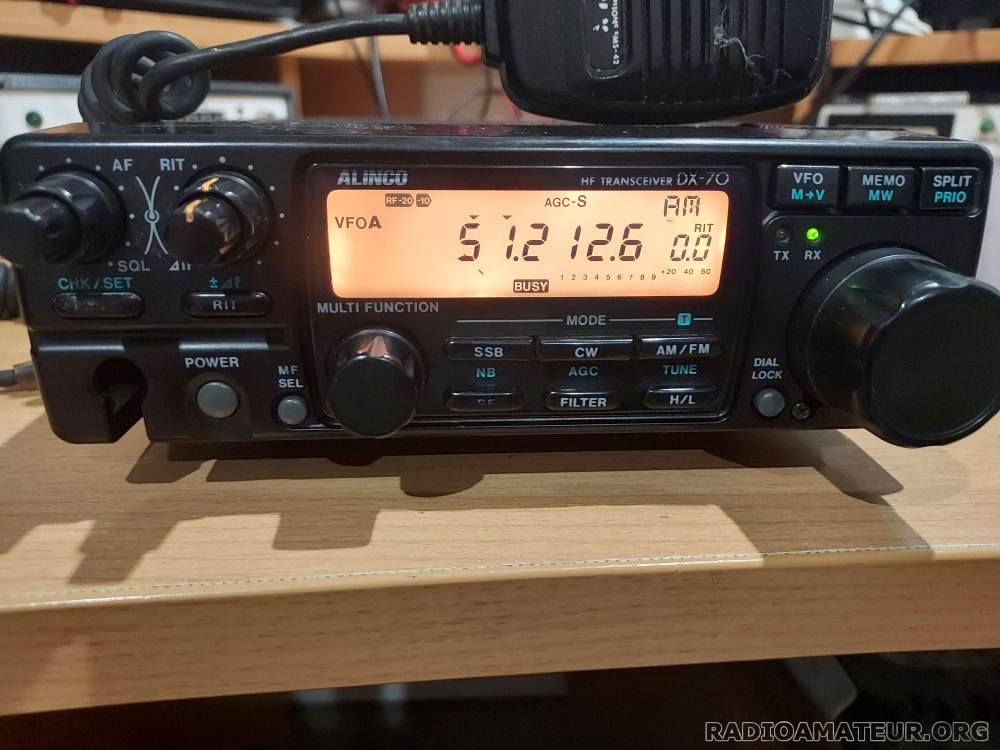 AF RIT
SQL
CHK/SET
±⊿f
RIT
POWER
MF
SEL
ALINCO
HF TRANSCEIVER DX-70
RF-20 -10
AGC-S
AM
VFOA
51.212.6
RIT
0.0
BUSY
1 2 3 4 5 6 7 8 9 +20 40 60
MULTI FUNCTION
MODE T
SSB CW AM/FM
NB AGC TUNE
FILTER H/L
VFO
M→V
MEMO
MW
SPLIT
PRIO
TX RX
DIAL
LOCK
RADIOAMATEUR.ORG